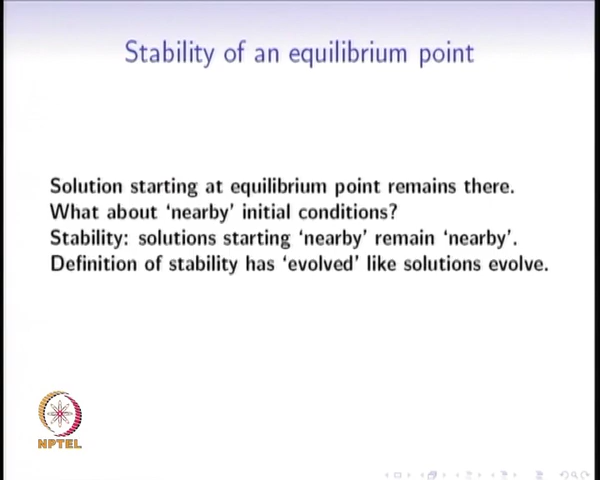 Stability of an equilibrium point
Solution starting at equilibrium point remains there.
What about ‘nearby’ initial conditions?
Stability: solutions starting ‘nearby’ remain ‘nearby’.
Definition of stability has ‘evolved’ like solutions evolve.
NPTEL